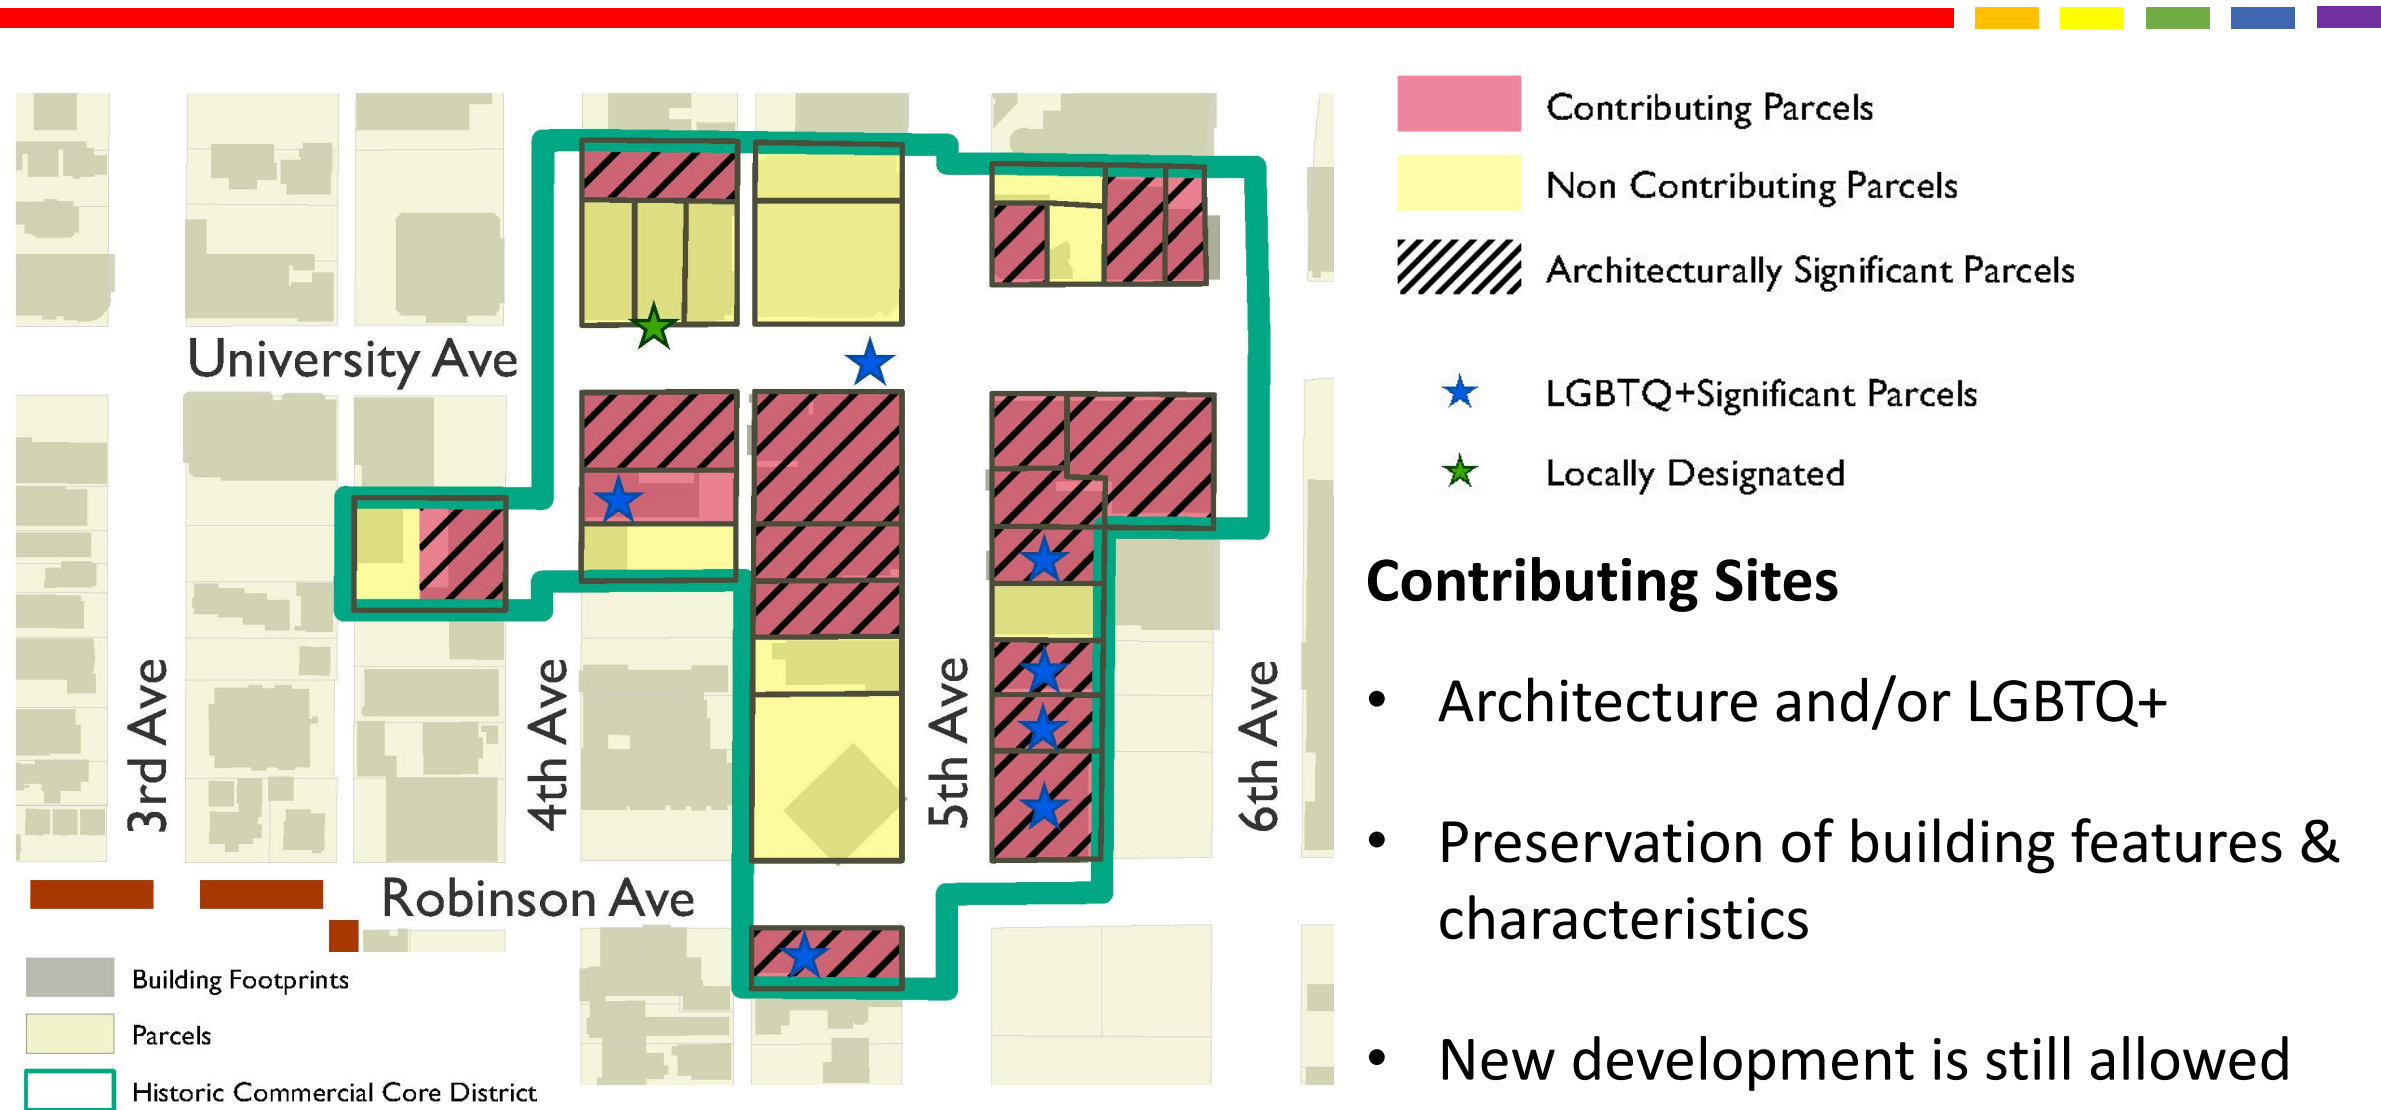 Contributing Parcels
Non Contributing Parcels
Architecturally Significant Parcels
University Ave
LGBTQ+Significant Parcels
Locally Designated
3rd Ave
4th Ave
5th Ave
6th Ave
Robinson Ave
Building Footprints
Parcels
Historic Commercial Core District
Contributing Sites
• Architecture and/or LGBTQ+
• Preservation of building features &
characteristics
• New development is still allowed